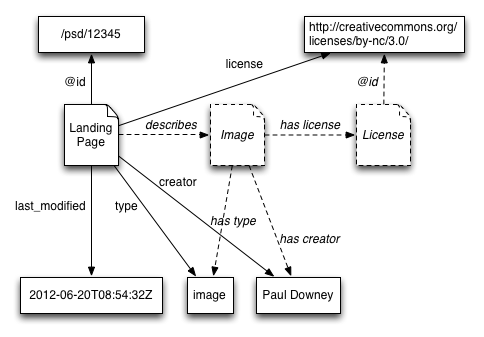 /psd/12345
http://creativecommons.org/
licenses/by-nc/3.0/
license
@id
@id
Landing
Page
describes
Image
has license
License
creator
last_modified
type
has type
has creator
2012-06-20T08:54:32Z
image
Paul Downey